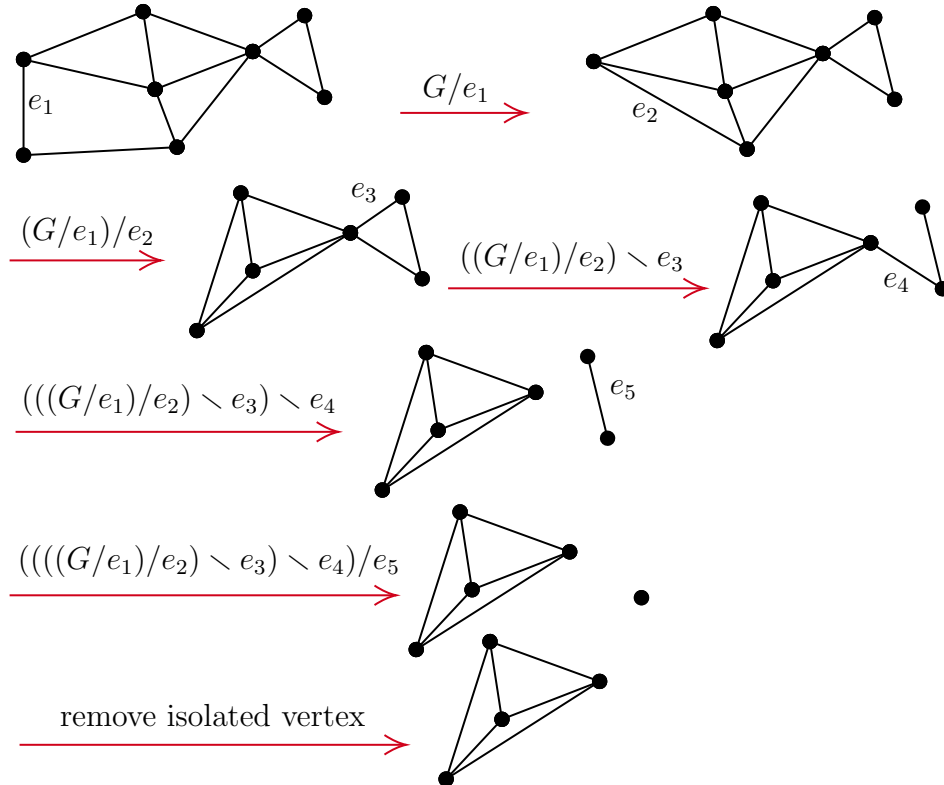 e₁
G/e₁
e₂
(G/e₁)/e₂
e₃
((G/e₁)/e₂) ∖ e₃
e₄
(((G/e₁)/e₂) ∖ e₃) ∖ e₄
e₅
((((G/e₁)/e₂) ∖ e₃) ∖ e₄)/e₅
remove isolated vertex